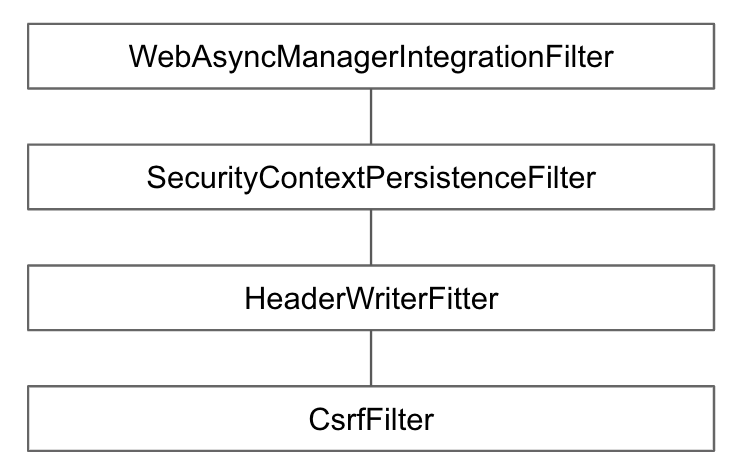 WebAsyncManagerIntegrationFilter
SecurityContextPersistenceFilter
HeaderWriterFitter
CsrfFilter